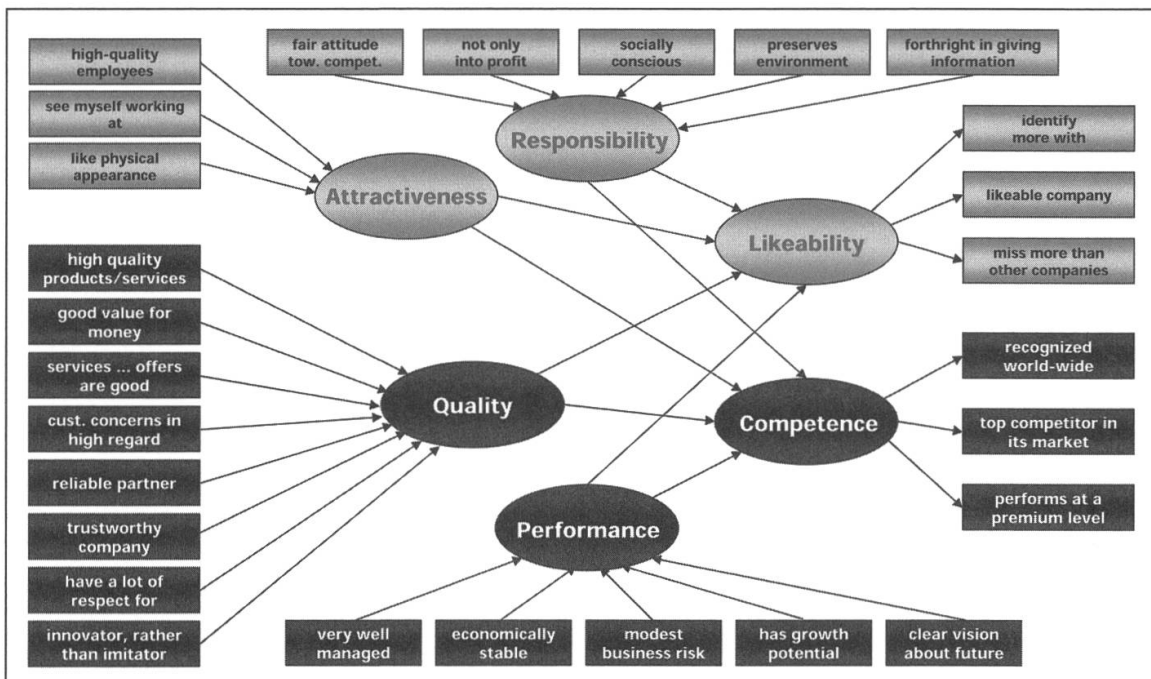 high-quality
employees
see myself working
at
like physical
appearance
fair attitude
tow. compet.
not only
into profit
socially
conscious
preserves
environment
forthright in giving
information
Responsibility
Attractiveness
Likeability
identify
more with
likeable company
miss more than
other companies
high quality
products/services
good value for
money
services ... offers
are good
cust. concerns in
high regard
reliable partner
trustworthy
company
have a lot of
respect for
innovator, rather
than imitator
Quality
Competence
Performance
recognized
world-wide
top competitor in
its market
performs at a
premium level
very well
managed
economically
stable
modest
business risk
has growth
potential
clear vision
about future